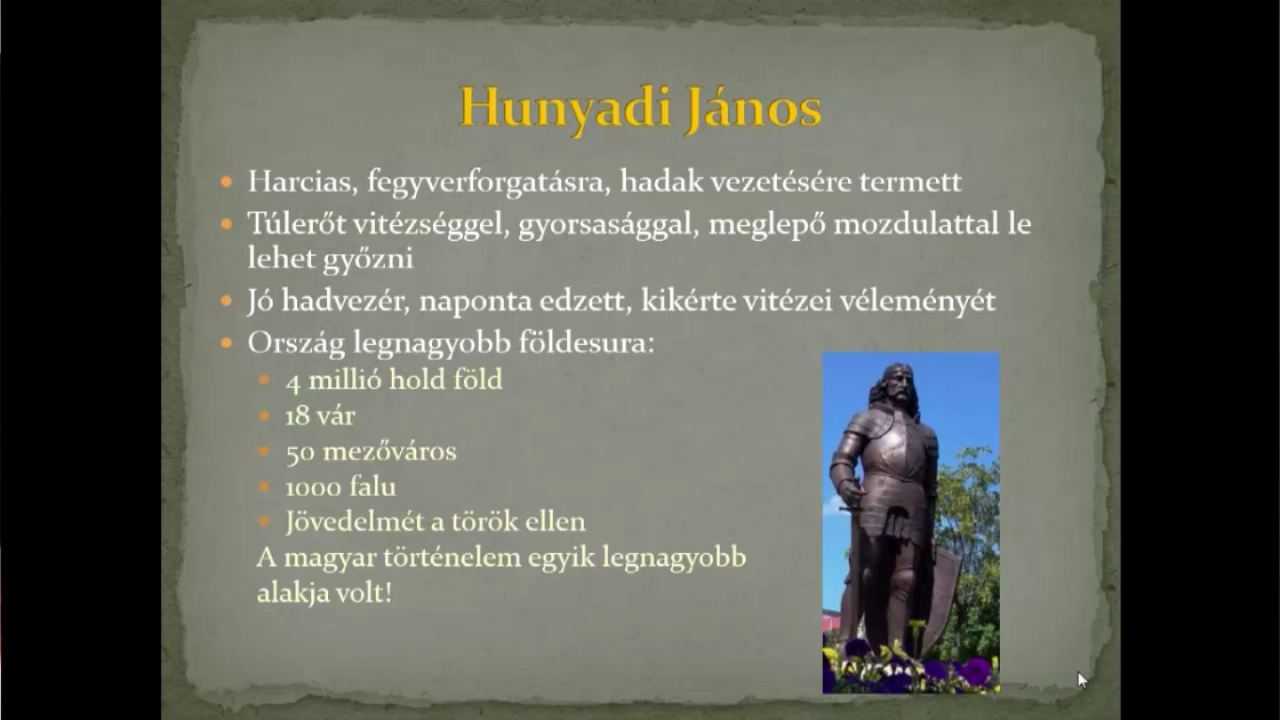 Hunyadi János
Harcias, fegyverforgatásra, hadak vezetésére termett
Túlerőt vitézséggel, gyorsasággal, meglepő mozdulattal le
lehet győzni
Jó hadvezér, naponta edzett, kikérte vitézei véleményét
Ország legnagyobb földesura:
4 millió hold föld
18 vár
50 mezőváros
1000 falu
Jövedelmét a török ellen
A magyar történelem egyik legnagyobb
alakja volt!